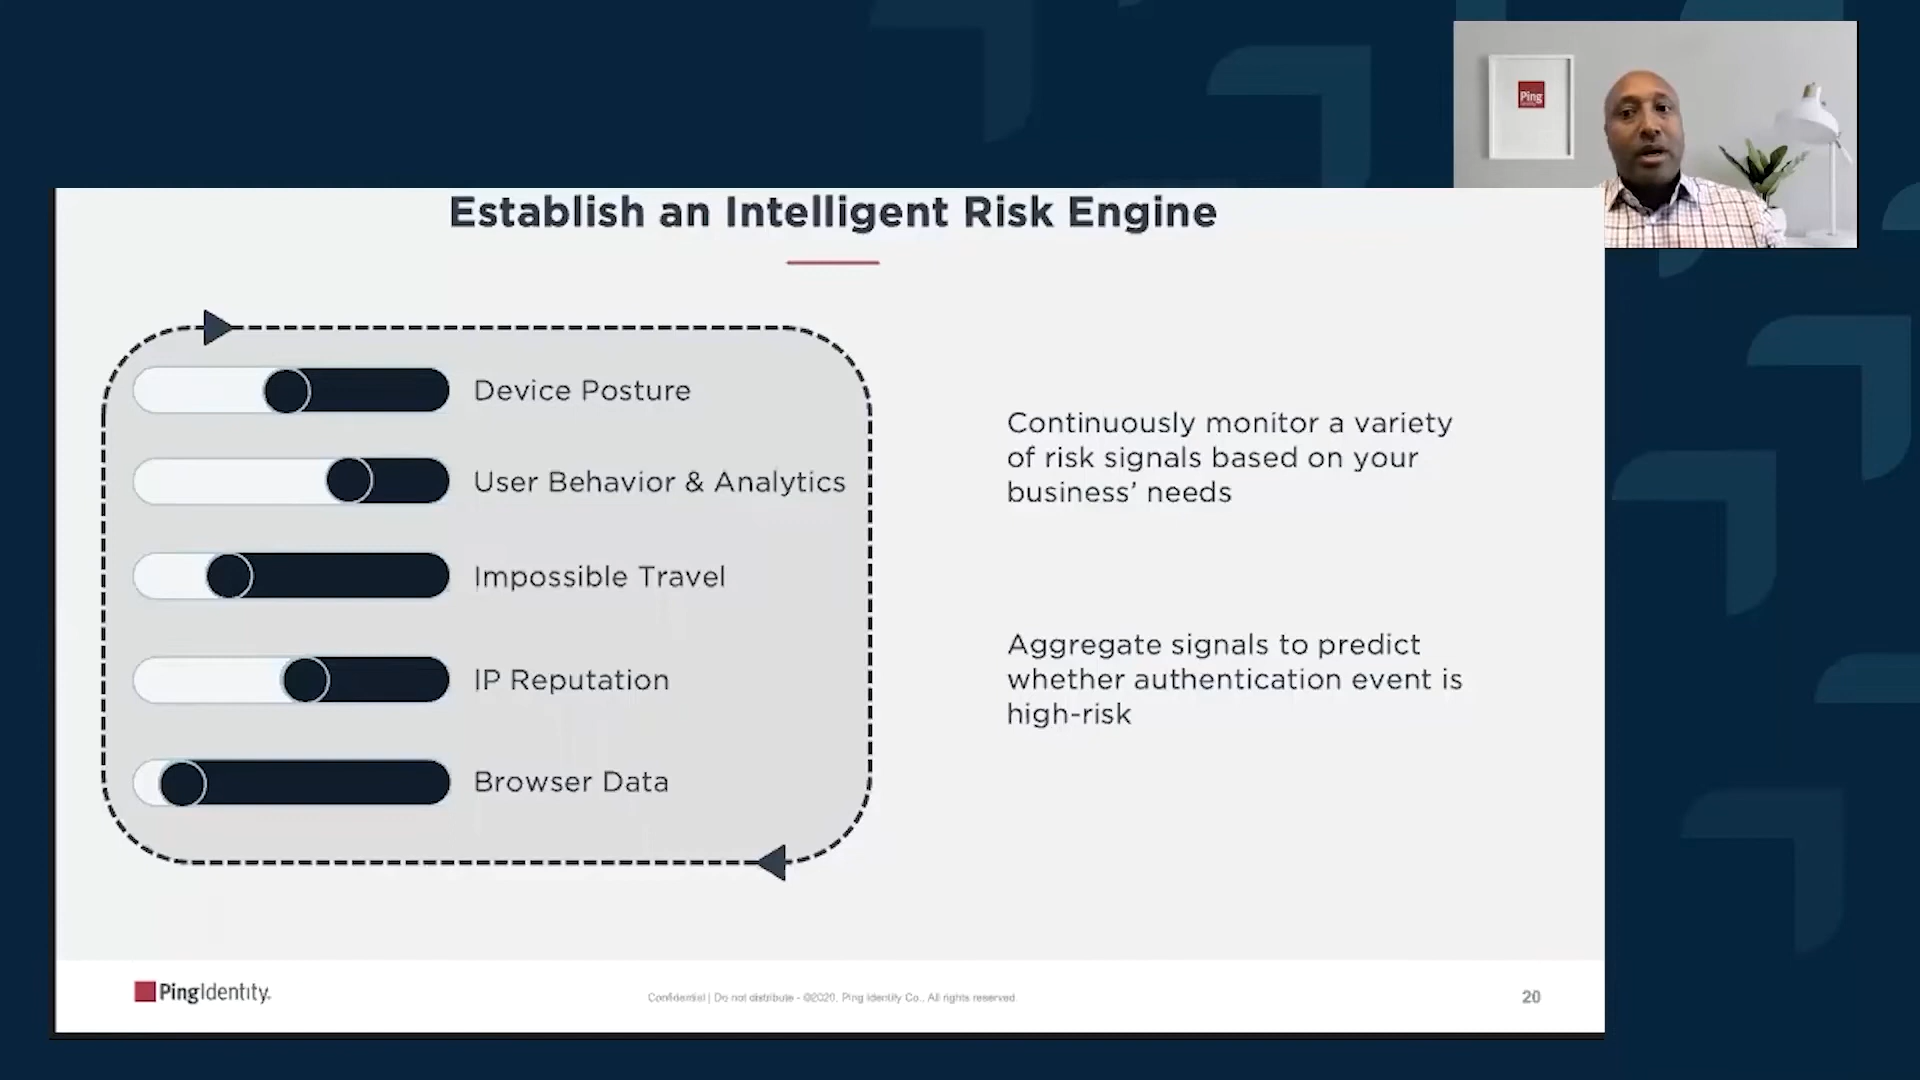 Ping
Establish an Intelligent Risk Engine
Device Posture
User Behavior & Analytics
Impossible Travel
IP Reputation
Browser Data
Continuously monitor a variety
of risk signals based on your
business’ needs
Aggregate signals to predict
whether authentication event is
high-risk
PingIdentity.
Confidential | Do not distribute - ©2020, Ping Identity Co., All rights reserved.
20